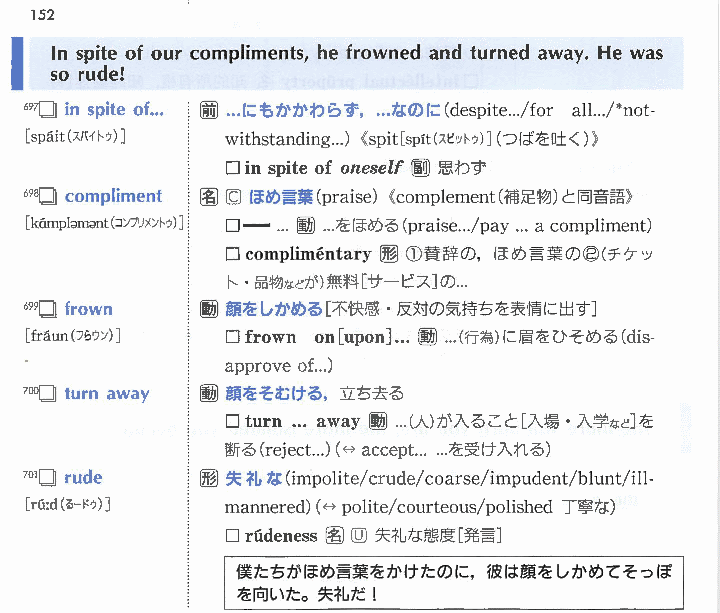 152
In spite of our compliments, he frowned and turned away. He was
so rude!
697 in spite of... 前 …にもかかわらず，…なのに(despite.../for all.../*not-
[spáit(スパイトゥ)] withstanding...) 《spit[spít(スピットゥ)](つばを吐く)》
□ in spite of oneself 副 思わず
698 compliment 名 C ほめ言葉(praise) 《complement(補足物)と同音語》
[kámpləmənt(コンプリメントゥ)] □━ ... 動 ...をほめる(praise.../pay ... a compliment)
□ compliméntary 形 ①賛辞の，ほめ言葉の②(チケッ
ト・品物などが)無料[サービス]の...
699 frown 動 顔をしかめる[不快感・反対の気持ちを表情に出す]
[fráun(フラウン)] □ frown on[upon]... 動 ...(行為)に眉をひそめる(dis-
approve of...)
700 turn away 動 顔をそむける，立ち去る
□ turn ... away 動 ...(人)が入ること[入場・入学など]を
断る(reject...) (↔ accept... ...を受け入れる)
701 rude 形 失礼な(impolite/crude/coarse/impudent/blunt/ill-
[rú:d(ルードゥ)] mannered) (↔ polite/courteous/polished 丁寧な)
□ rúdeness 名 U 失礼な態度[発言]
僕たちがほめ言葉をかけたのに，彼は顔をしかめてそっぽ
を向いた。失礼だ！